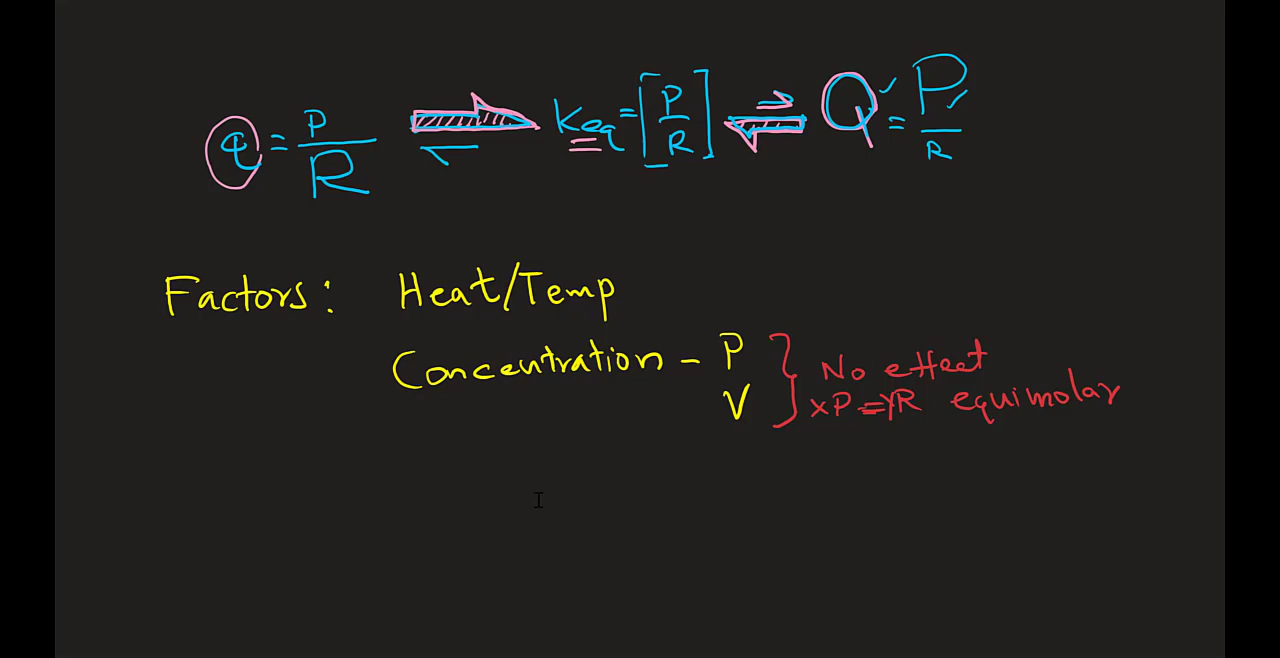 q = P/R ⇌ keq = [P/R] ⇌ Q = P/R
Factors: Heat/Temp
Concentration - P
V
No effect
xP = yR equimolar